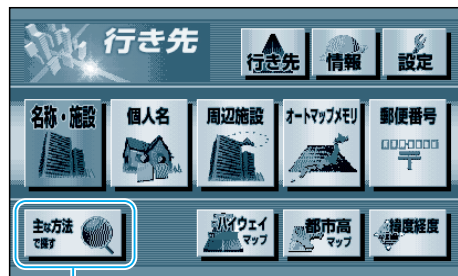 行き先
行き先 情報 設定
名称・施設 個人名 周辺施設 オートマップメモリ 郵便番号
主な方法
で探す
ハイウェイ
マップ
都市高
マップ
緯度経度